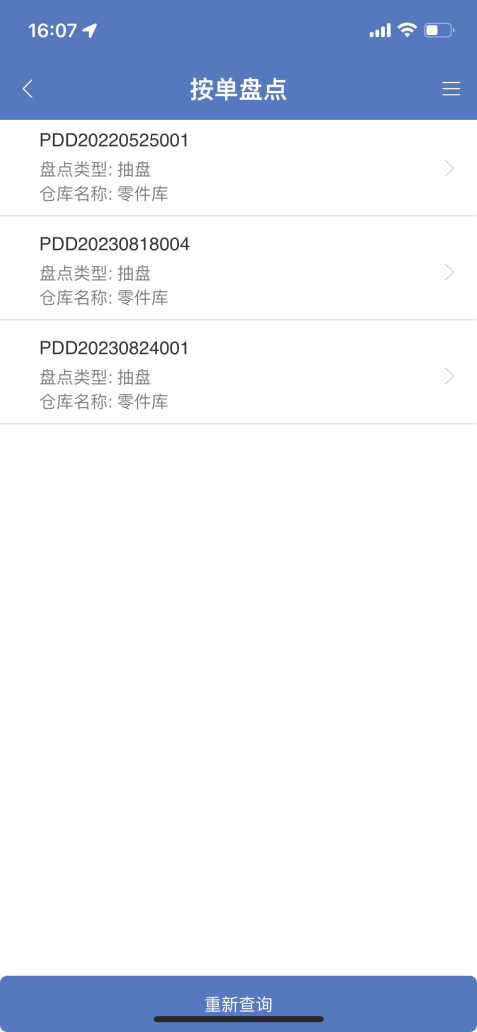 16:07
按单盘点
PDD20220525001
盘点类型: 抽盘
仓库名称: 零件库
PDD20230818004
盘点类型: 抽盘
仓库名称: 零件库
PDD20230824001
盘点类型: 抽盘
仓库名称: 零件库
重新查询